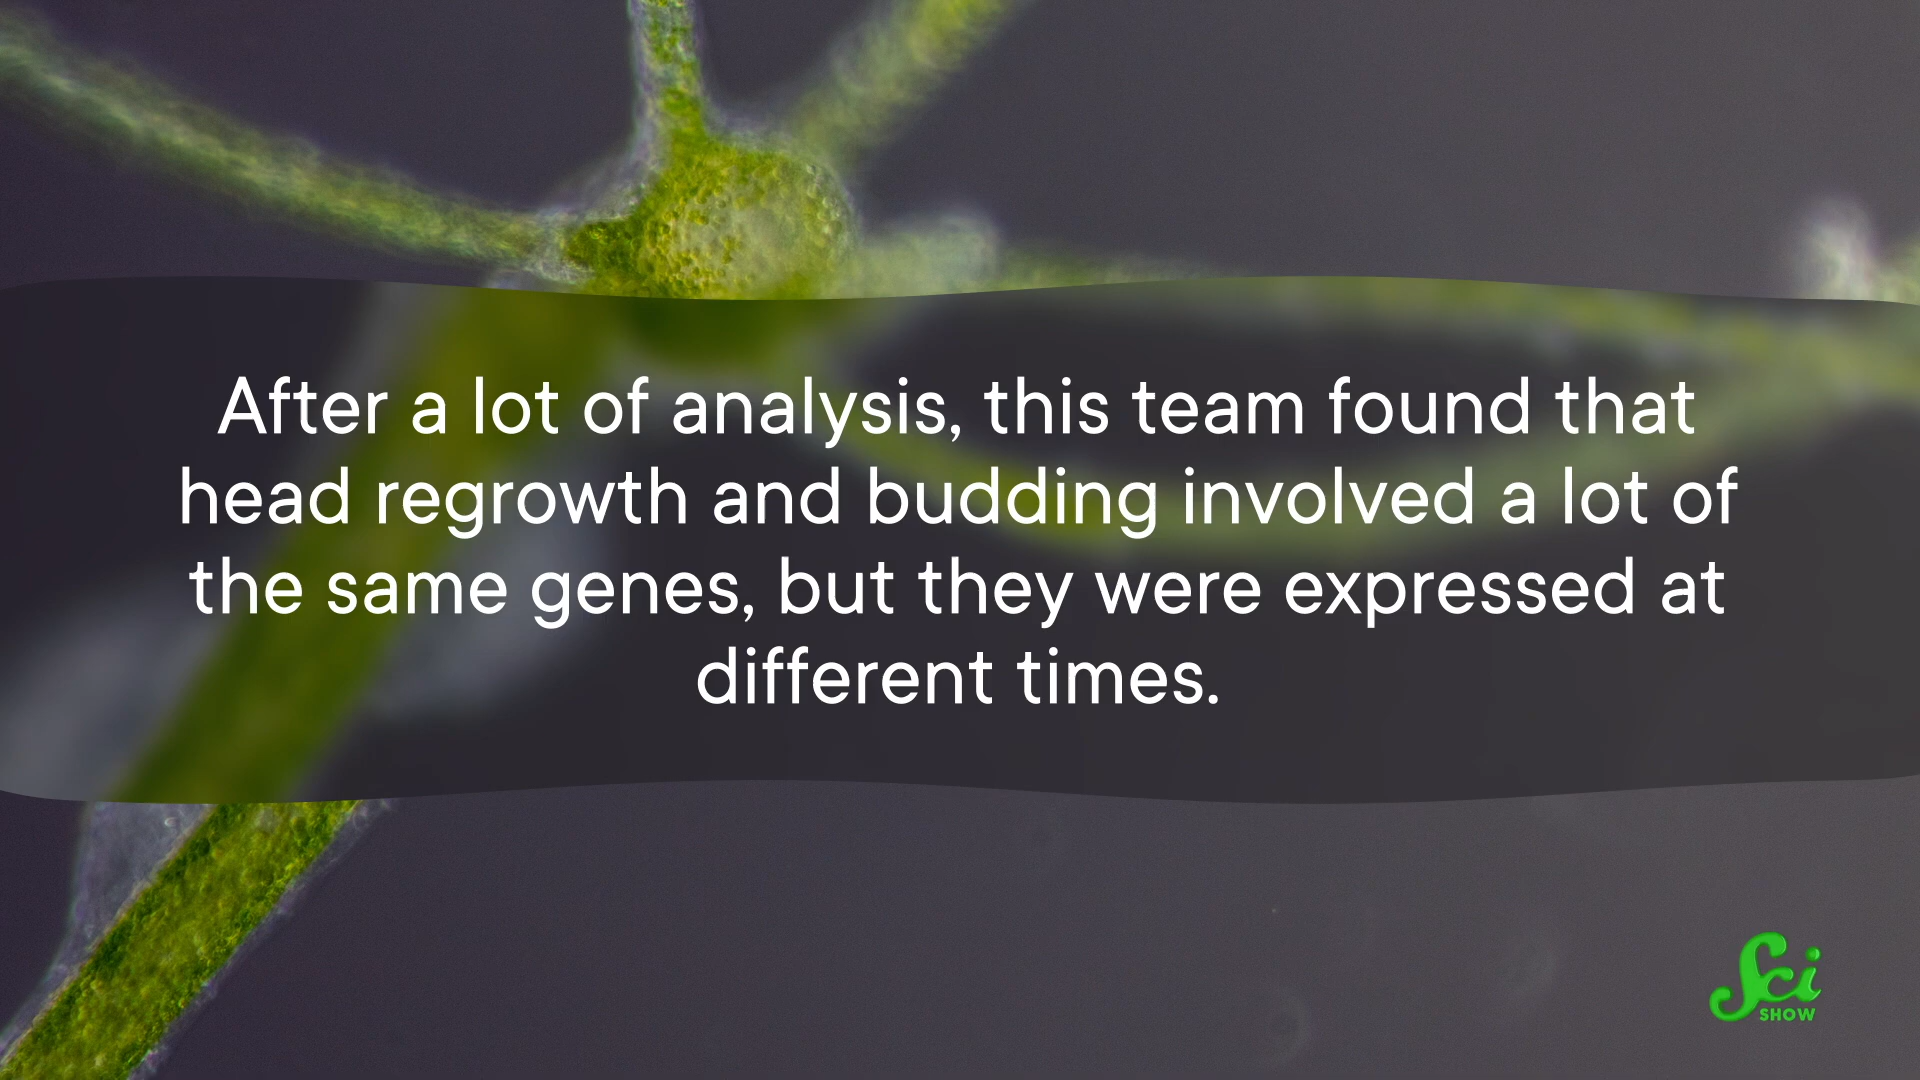 After a lot of analysis, this team found that
head regrowth and budding involved a lot of
the same genes, but they were expressed at
different times.
Sci
SHOW